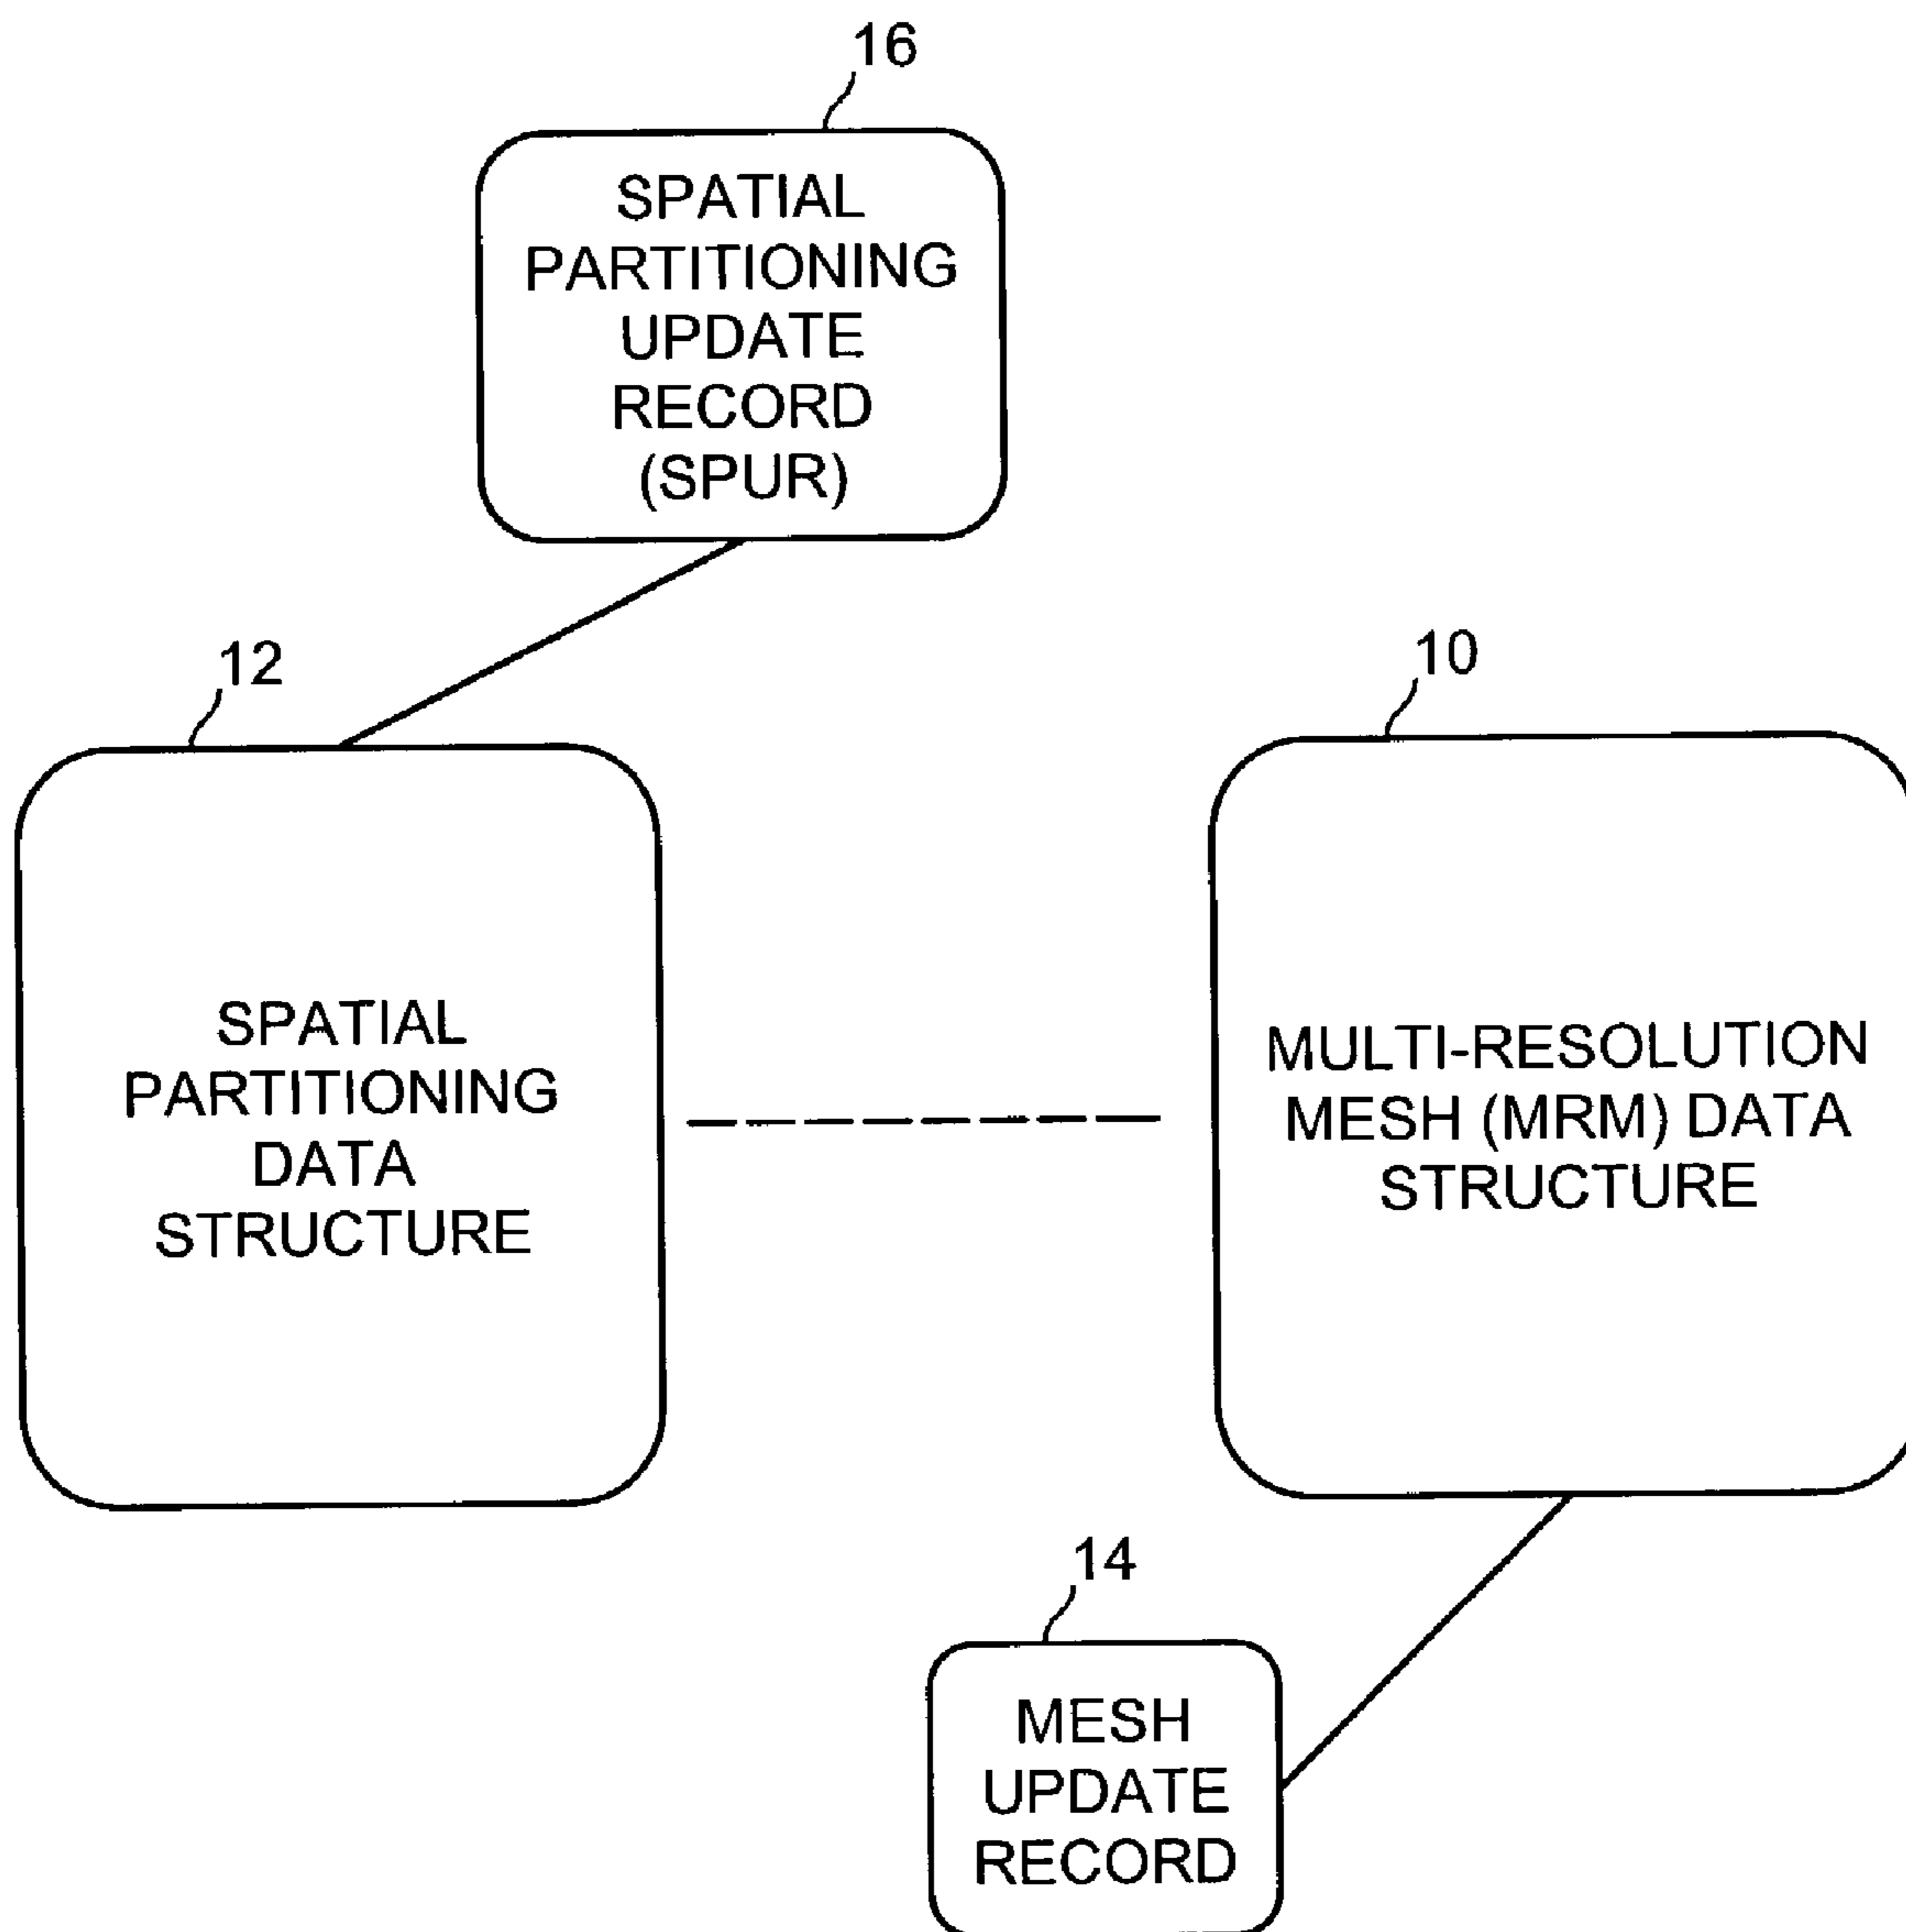 16
SPATIAL
PARTITIONING
UPDATE
RECORD
(SPUR)
12
SPATIAL
PARTITIONING
DATA
STRUCTURE
10
MULTI-RESOLUTION
MESH (MRM) DATA
STRUCTURE
14
MESH
UPDATE
RECORD